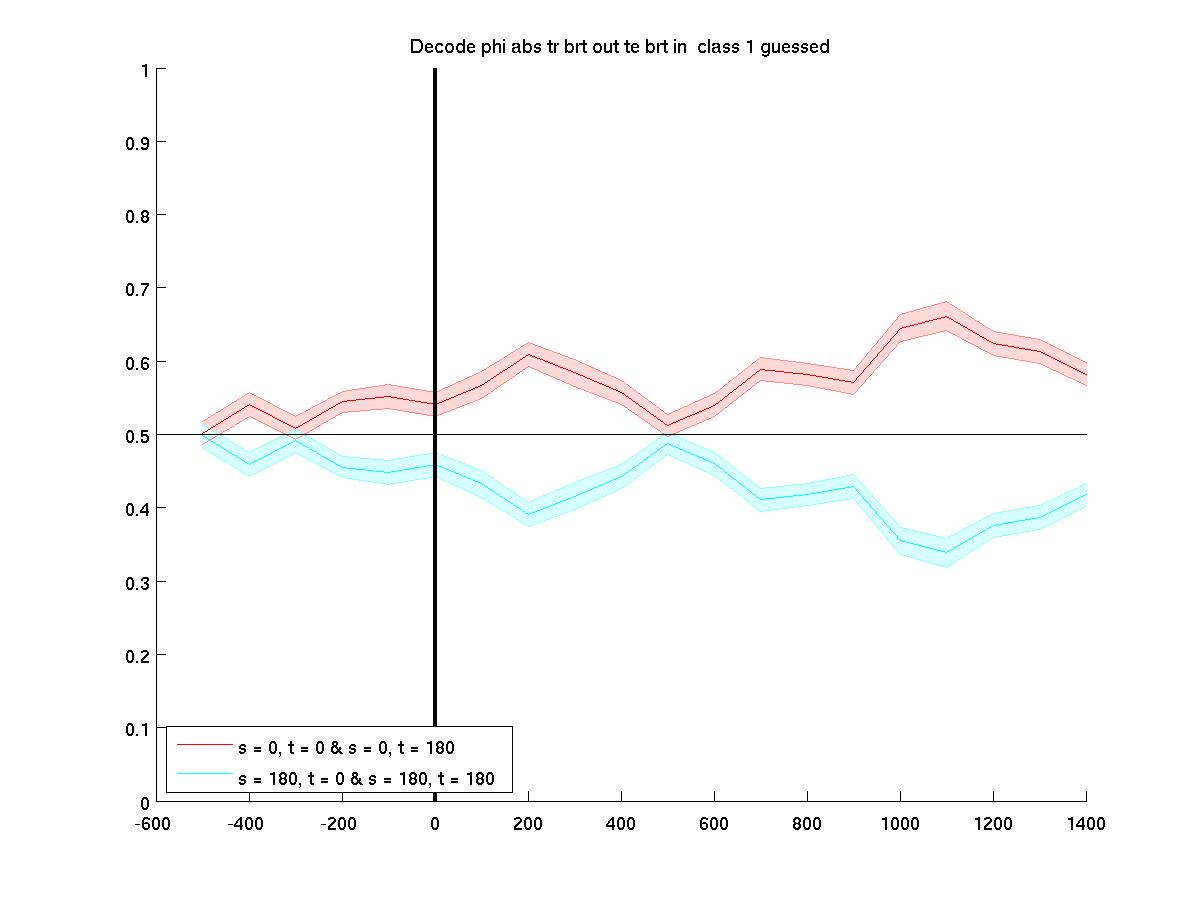 Decode phi abs tr brt out te brt in  class 1 guessed
1
0.9
0.8
0.7
0.6
0.5
0.4
0.3
0.2
0.1
0
s = 0, t = 0 & s = 0, t = 180
s = 180, t = 0 & s = 180, t = 180
-600 -400 -200 0 200 400 600 800 1000 1200 1400